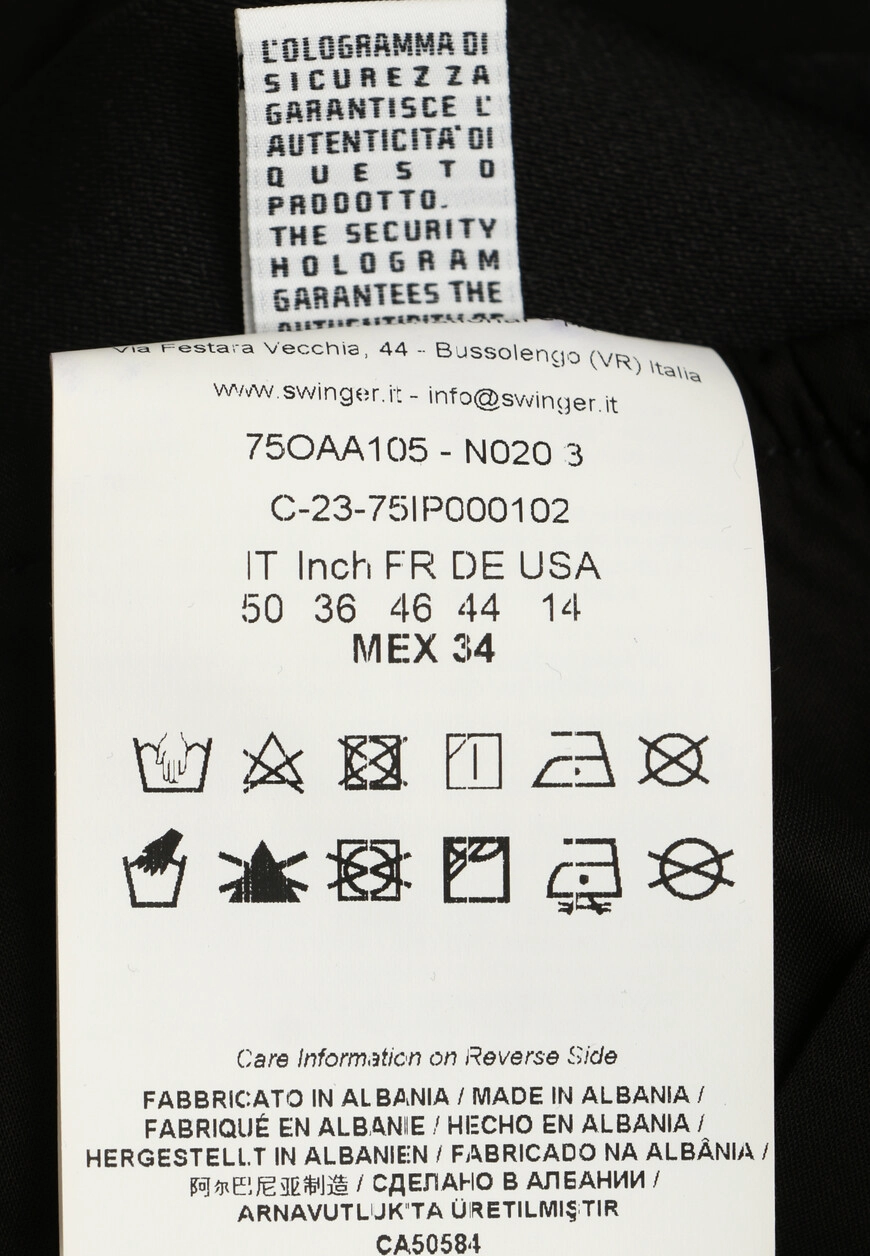 L'OLOGRAMMA DI
SICUREZZA
GARANTISCE L'
AUTENTICITA' DI
QUESTO
PRODOTTO.
THE SECURITY
HOLOGRAM
GARANTEES THE
Via Festara Vecchia, 44 - Bussolengo (VR) Italia
www.swinger.it - info@swinger.it
75OAA105 - N020 3
C-23-75IP000102
IT Inch FR DE USA
50 36 46 44 14
MEX 34
Care Information on Reverse Side
FABBRICATO IN ALBANIA / MADE IN ALBANIA /
FABRIQUÉ EN ALBANIE / HECHO EN ALBANIA /
HERGESTELLT IN ALBANIEN / FABRICADO NA ALBÂNIA /
阿尔巴尼亚制造 / СДЕЛАНО В АЛБАНИИ /
ARNAVUTLUK'TA ÜRETILMIŞTIR
CA50584